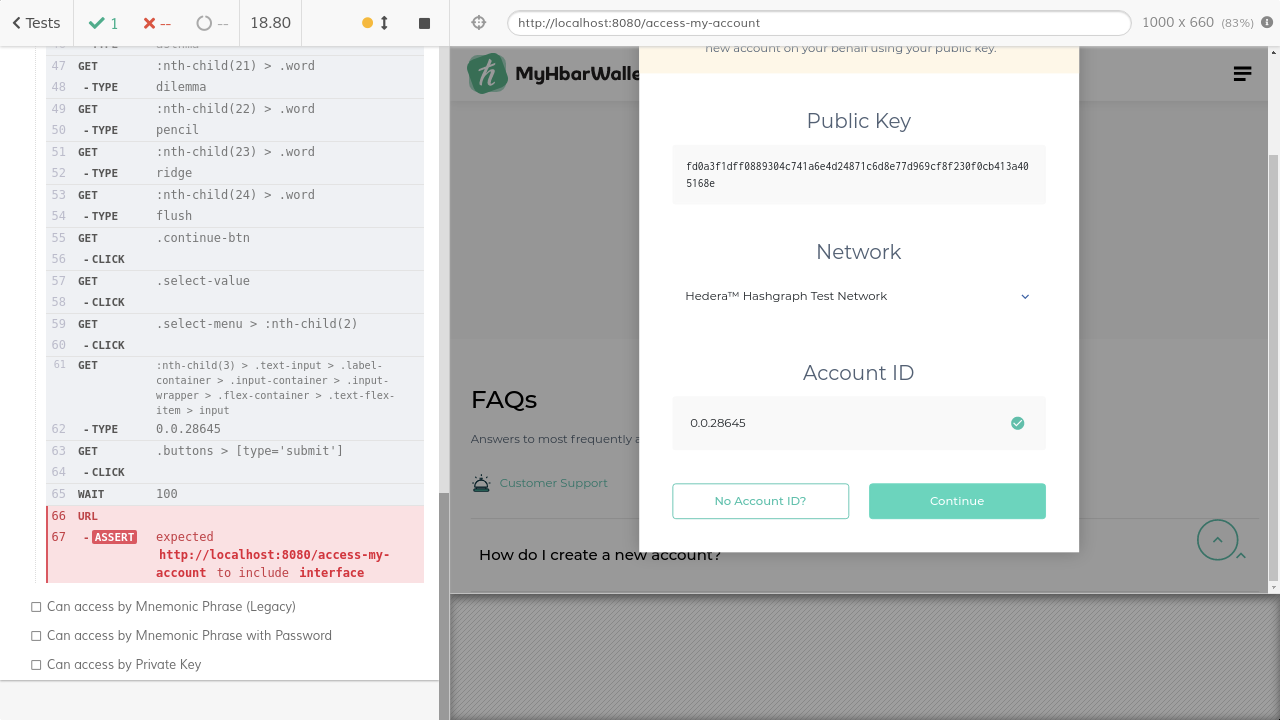 Tests
1
--
--
18.80
http://localhost:8080/access-my-account
1000 x 660 (83%)
47 GET :nth-child(21) > .word
48 - TYPE dilemma
49 GET :nth-child(22) > .word
50 - TYPE pencil
51 GET :nth-child(23) > .word
52 - TYPE ridge
53 GET :nth-child(24) > .word
54 - TYPE flush
55 GET .continue-btn
56 - CLICK
57 GET .select-value
58 - CLICK
59 GET .select-menu > :nth-child(2)
60 - CLICK
61 GET :nth-child(3) > .text-input > .label-
container > .input-container > .input-
wrapper > .flex-container > .text-flex-
item > input
62 - TYPE 0.0.28645
63 GET .buttons > [type='submit']
64 - CLICK
65 WAIT 100
66 URL
67 - ASSERT expected
http://localhost:8080/access-my-
account to include interface
Can access by Mnemonic Phrase (Legacy)
Can access by Mnemonic Phrase with Password
Can access by Private Key
MyHbarWalle
new account on your behalf using your public key.
Public Key
fd0a3f1dff0889304c741a6e4d24871c6d8e77d969cf8f230f0cb413a40
5168e
Network
Hedera™ Hashgraph Test Network
Account ID
0.0.28645
No Account ID?
Continue
FAQs
Answers to most frequently a
Customer Support
How do I create a new account?